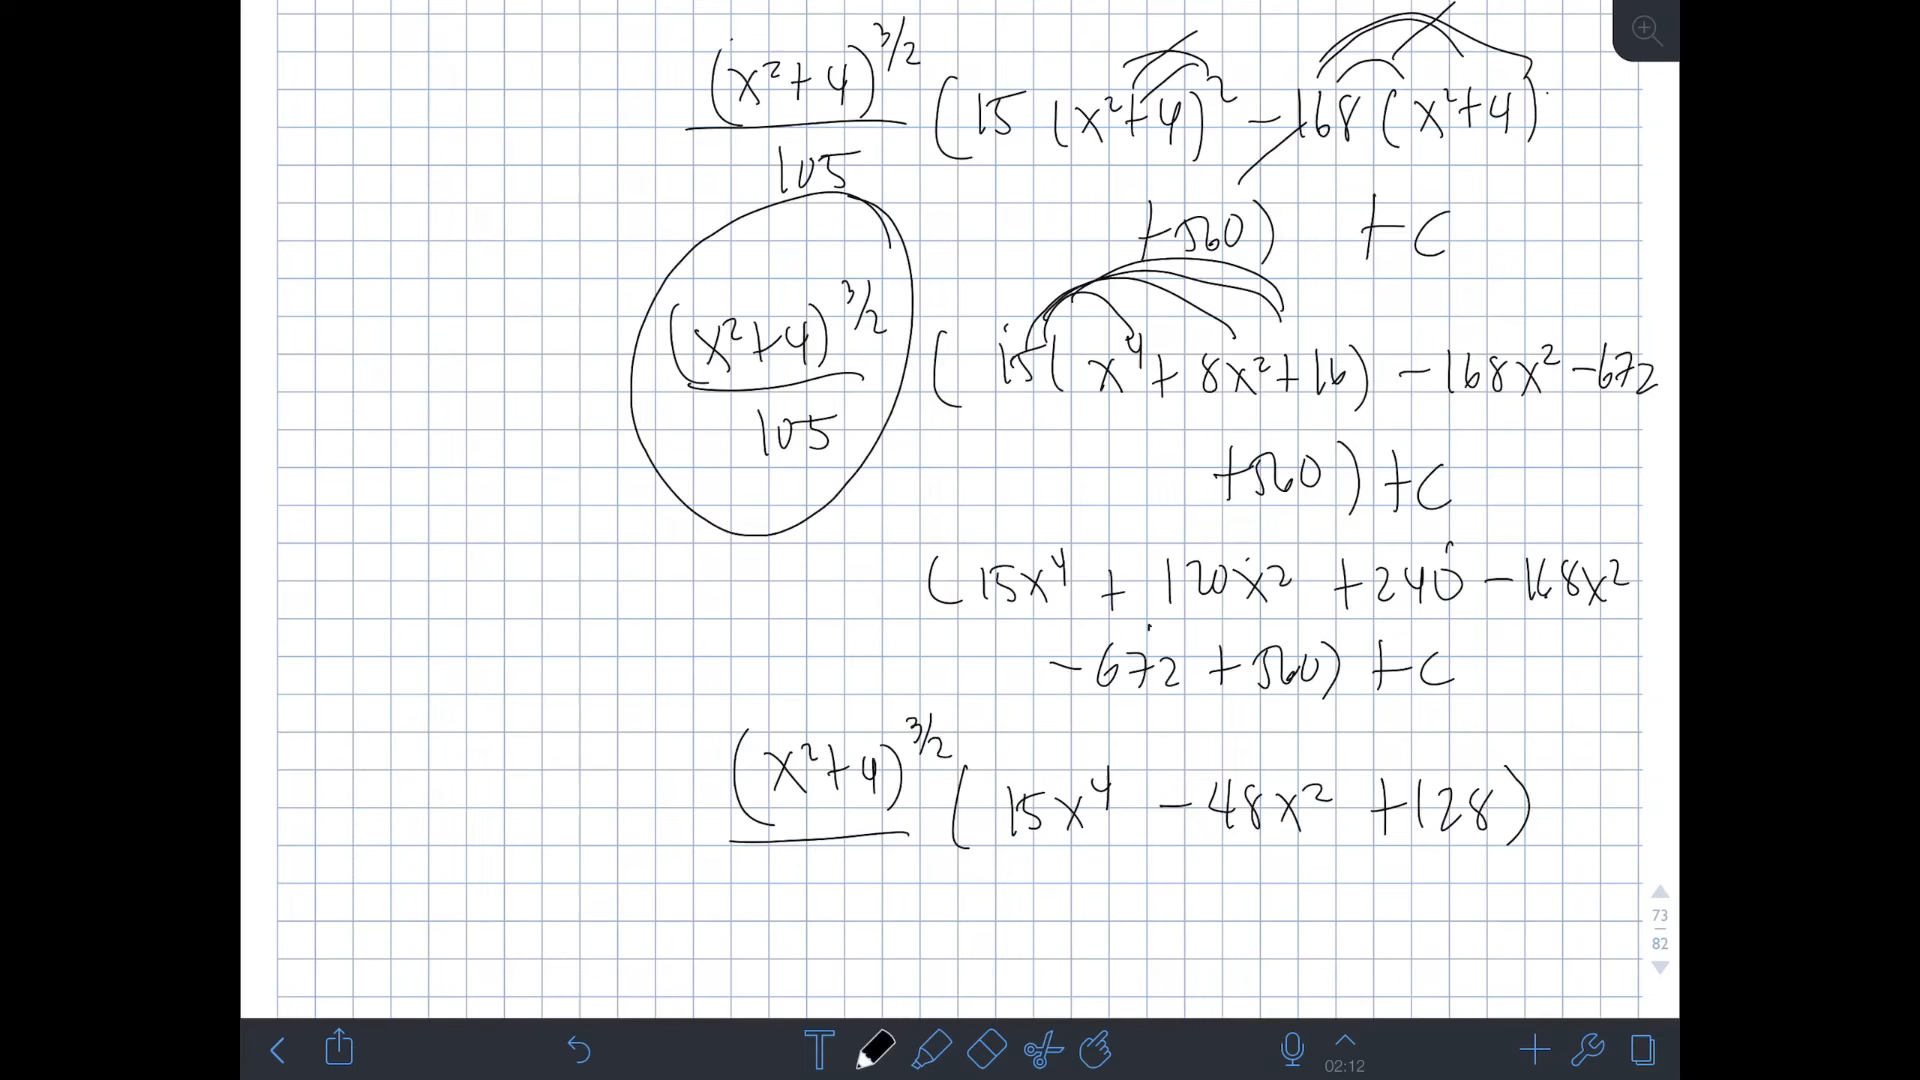 (x²+4)^3/2 / 105 (15 (x²+4)² - 168 (x²+4)
+560) +C
(x²+4)^3/2 / 105 ( 15( x⁴ + 8x² + 16) - 168x² - 672
+560) +C
(15x⁴ + 120x² + 240 - 168x²
- 672 + 560) + C
(x²+4)^3/2 ( 15x⁴ - 48x² + 128)
73
82
T
02:12